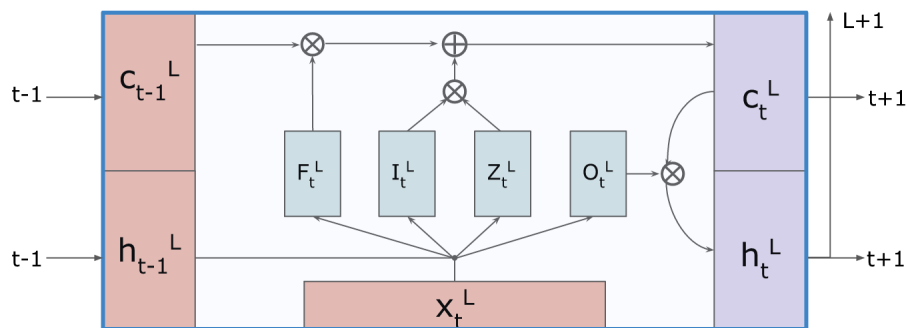 L+1
c_{t-1}^L
t-1
c_t^L
t+1
F_t^L
I_t^L
Z_t^L
O_t^L
h_{t-1}^L
t-1
h_t^L
t+1
x_t^L